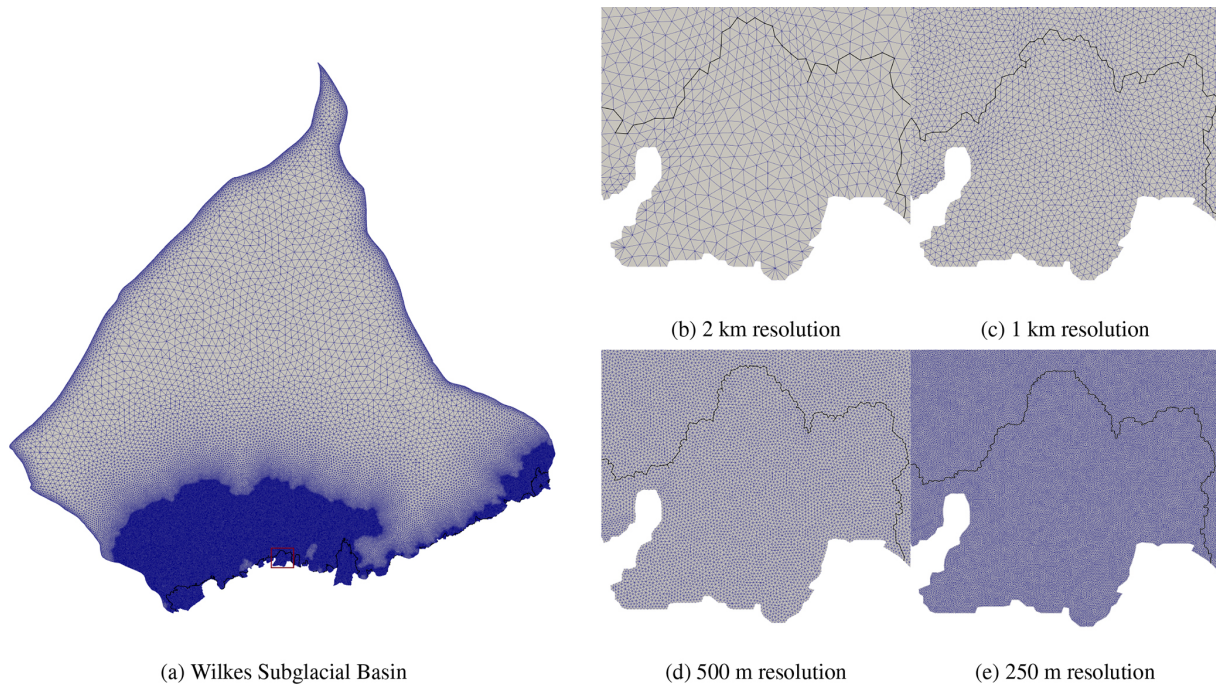 (b) 2 km resolution
(c) 1 km resolution
(a) Wilkes Subglacial Basin
(d) 500 m resolution
(e) 250 m resolution